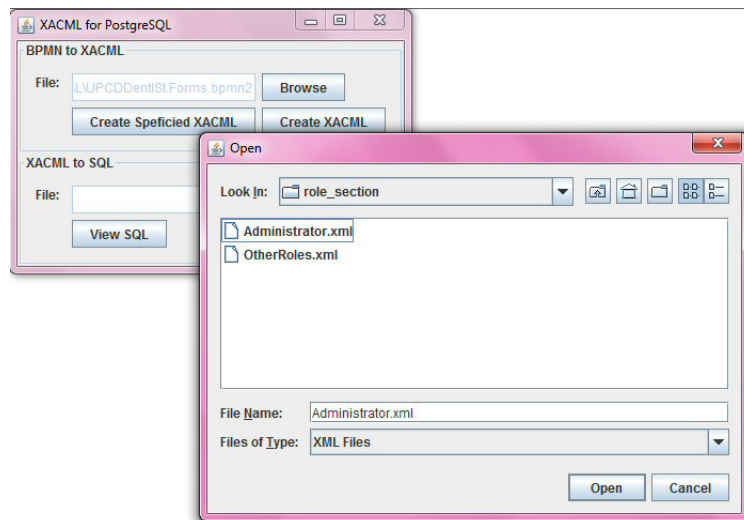 XACML for PostgreSQL
BPMN to XACML
File: .L\UPCDDentISt.Forms.bpmn2 Browse
Create Speficied XACML Create XACML
XACML to SQL
File:
View SQL
Open
Look In: role_section
Administrator.xml
OtherRoles.xml
File Name: Administrator.xml
Files of Type: XML Files
Open Cancel